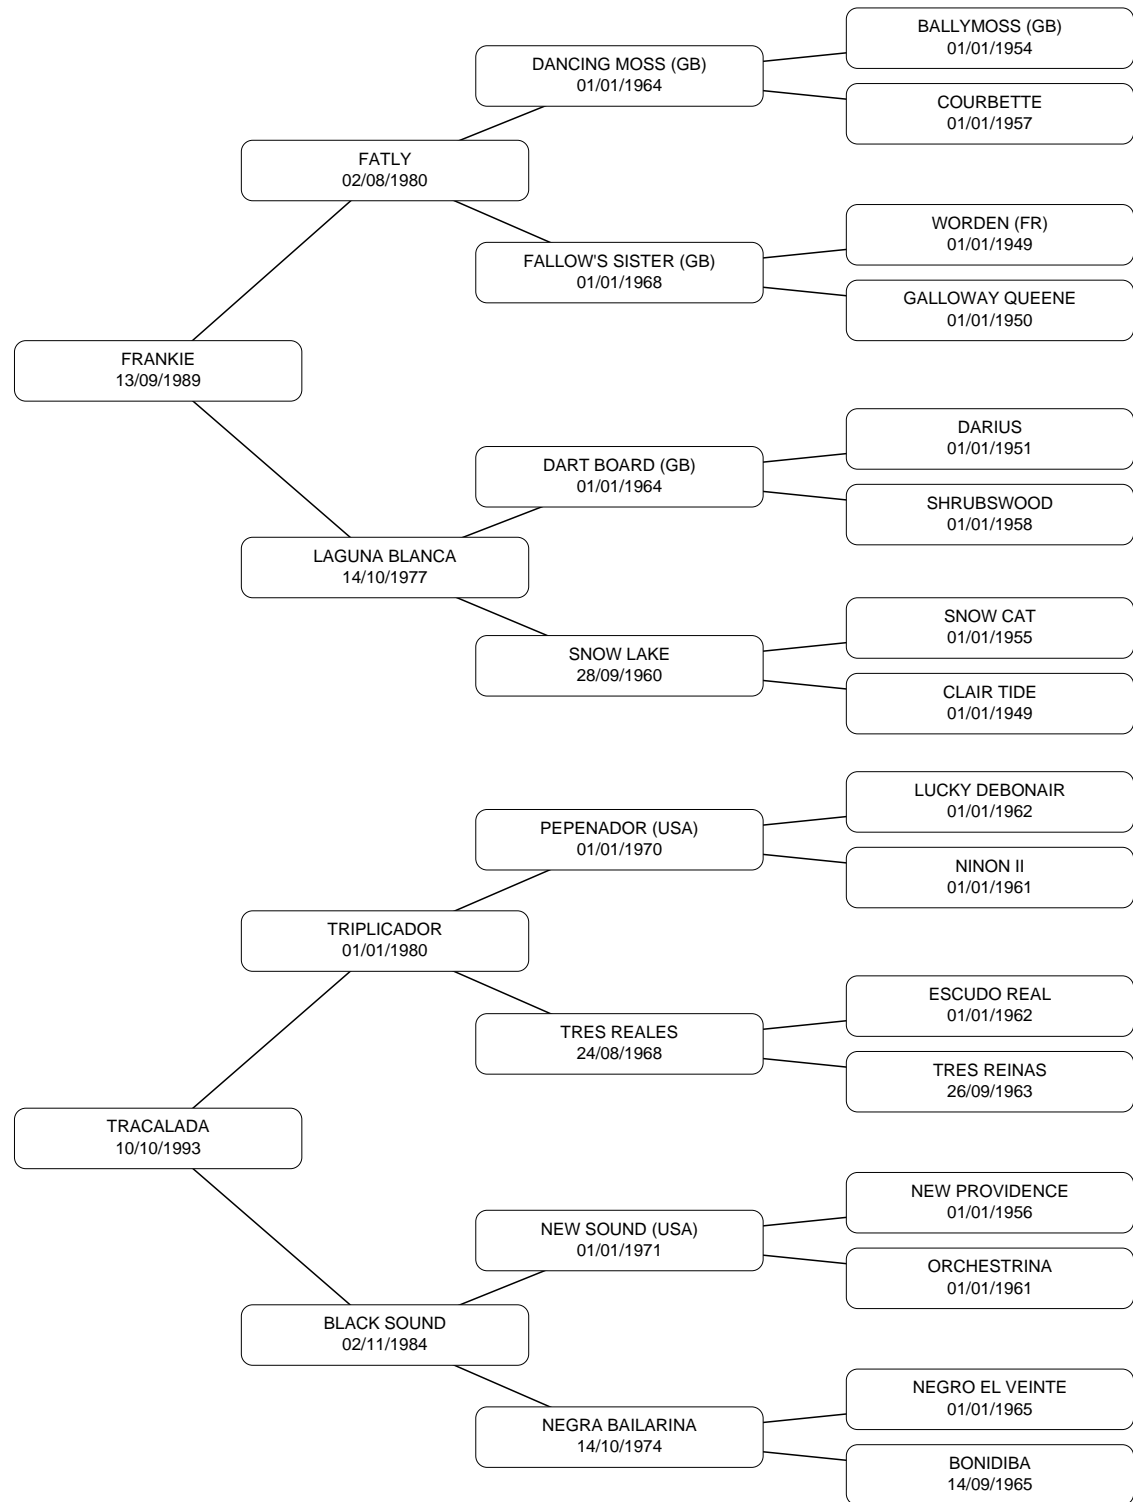 BALLYMOSS (GB)
01/01/1954
DANCING MOSS (GB)
01/01/1964
COURBETTE
01/01/1957
FATLY
02/08/1980
WORDEN (FR)
01/01/1949
FALLOW'S SISTER (GB)
01/01/1968
GALLOWAY QUEENE
01/01/1950
FRANKIE
13/09/1989
DARIUS
01/01/1951
DART BOARD (GB)
01/01/1964
SHRUBSWOOD
01/01/1958
LAGUNA BLANCA
14/10/1977
SNOW CAT
01/01/1955
SNOW LAKE
28/09/1960
CLAIR TIDE
01/01/1949
LUCKY DEBONAIR
01/01/1962
PEPENADOR (USA)
01/01/1970
NINON II
01/01/1961
TRIPLICADOR
01/01/1980
ESCUDO REAL
01/01/1962
TRES REALES
24/08/1968
TRES REINAS
26/09/1963
TRACALADA
10/10/1993
NEW PROVIDENCE
01/01/1956
NEW SOUND (USA)
01/01/1971
ORCHESTRINA
01/01/1961
BLACK SOUND
02/11/1984
NEGRO EL VEINTE
01/01/1965
NEGRA BAILARINA
14/10/1974
BONIDIBA
14/09/1965